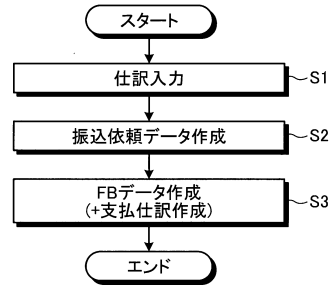 スタート
仕訳入力
S1
振込依頼データ作成
S2
FBデータ作成
(+支払仕訳作成)
S3
エンド